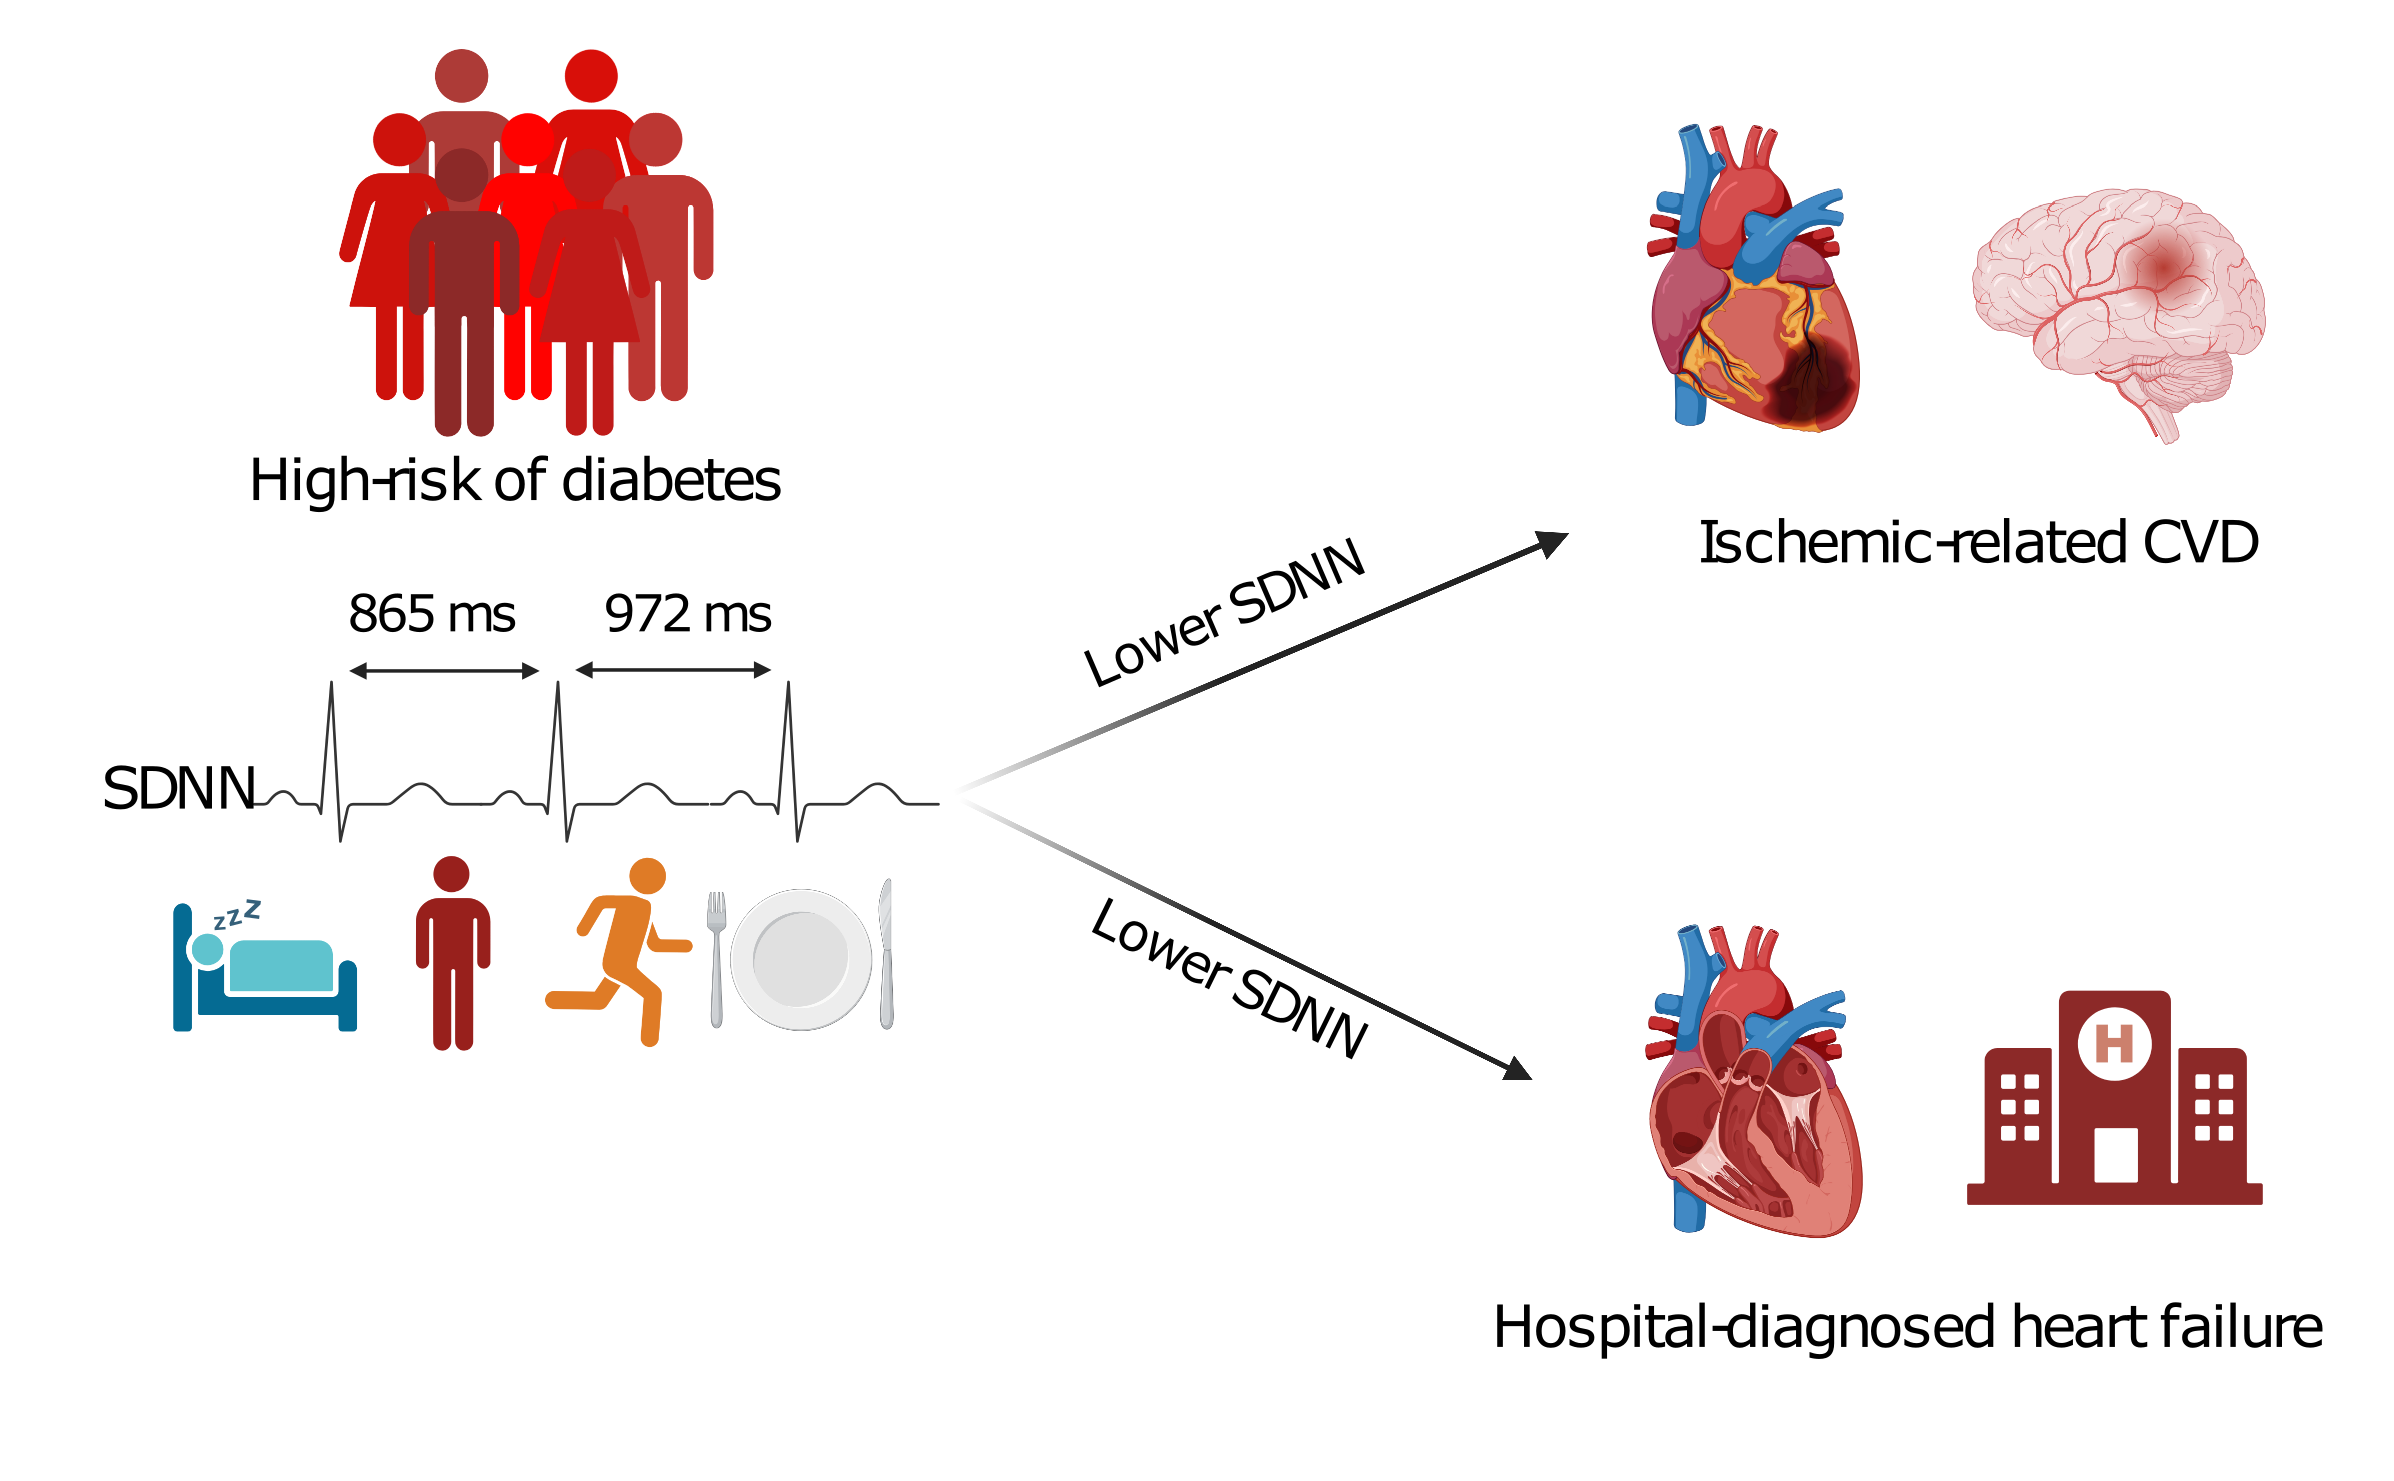 High-risk of diabetes
865 ms
972 ms
SDNN
zzz
Lower SDNN
Ischemic-related CVD
Lower SDNN
H
Hospital-diagnosed heart failure